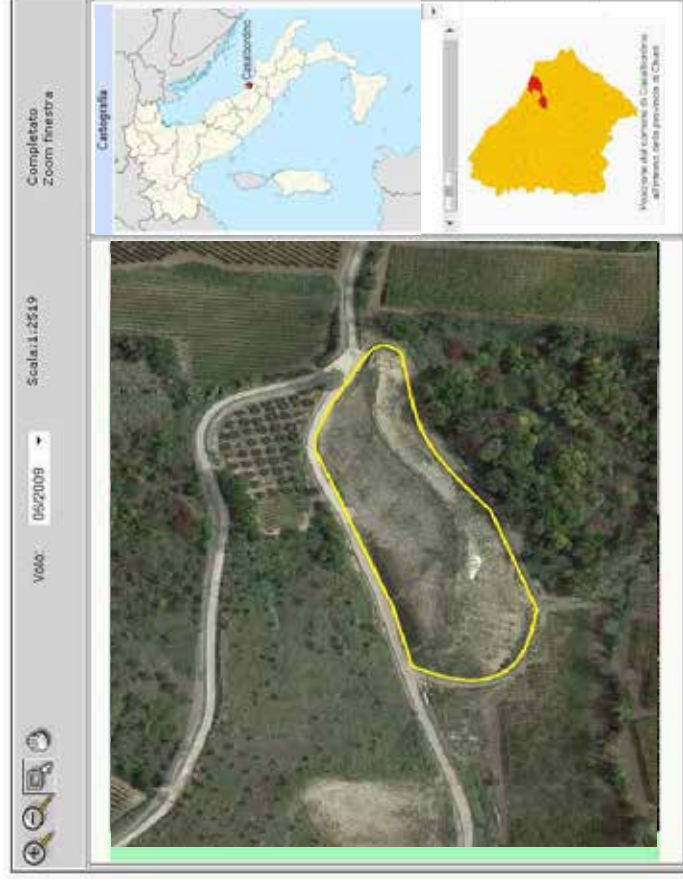 Volo: 06/2009
Scala:1:2519
Completato
Zoom finestra
Cartografia
Casalbordino
Posizione del comune di Casalbordino
all'interno della provincia di Chieti